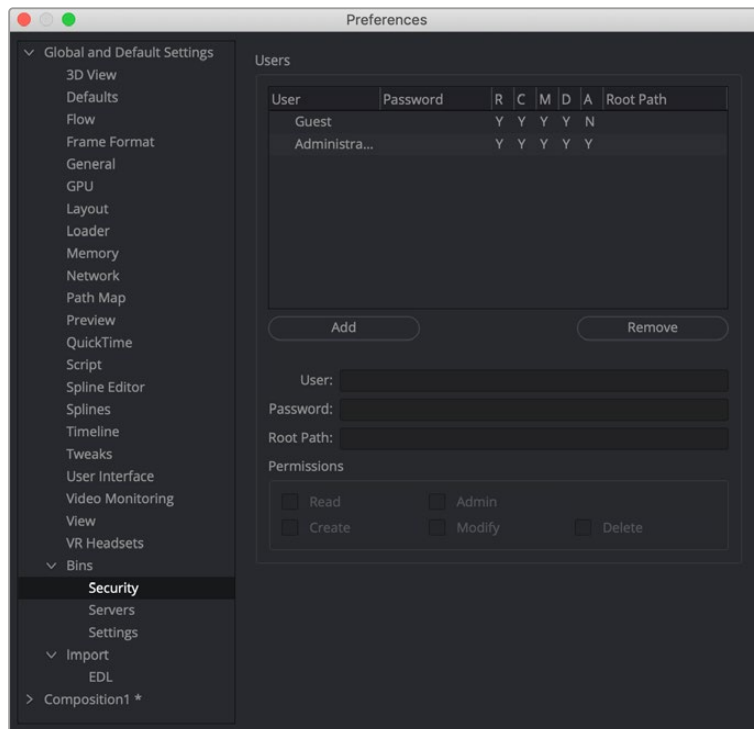 Preferences
Global and Default Settings
3D View
Defaults
Flow
Frame Format
General
GPU
Layout
Loader
Memory
Network
Path Map
Preview
QuickTime
Script
Spline Editor
Splines
Timeline
Tweaks
User Interface
Video Monitoring
View
VR Headsets
Bins
Security
Servers
Settings
Import
EDL
Composition1 *
Users
User Password R C M D A Root Path
Guest Y Y Y Y N
Administra... Y Y Y Y Y
Add Remove
User:
Password:
Root Path:
Permissions
Read Admin
Create Modify Delete